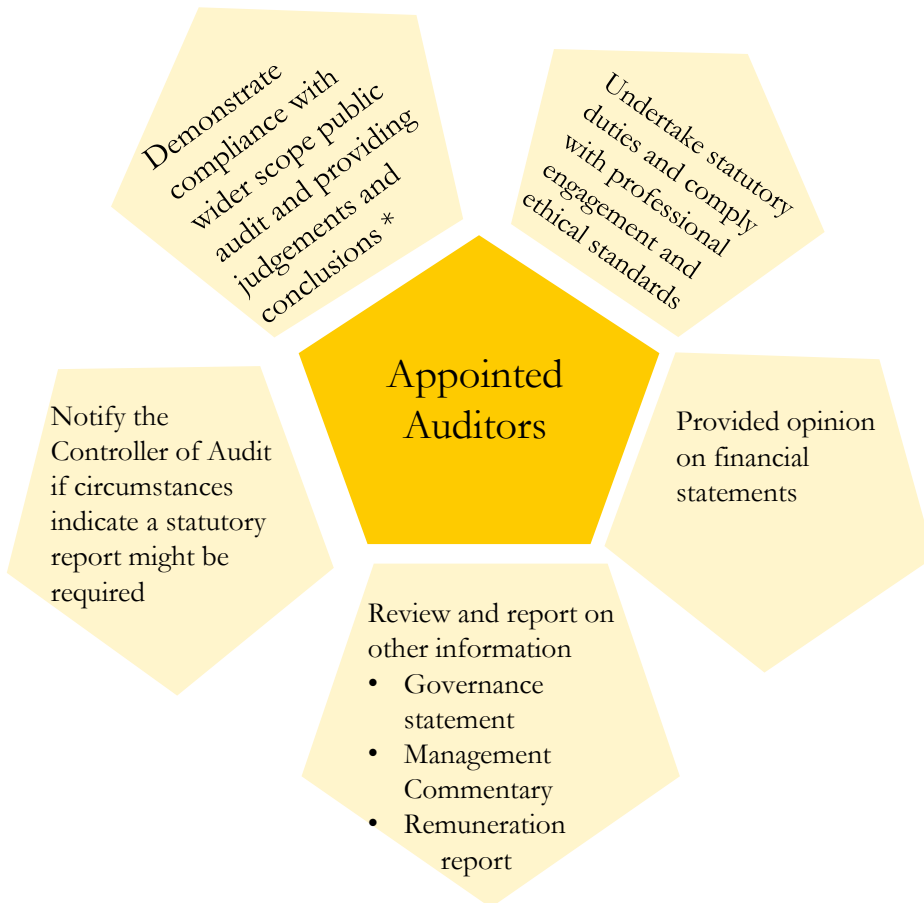 Demonstrate
compliance with
wider scope public
audit and providing
judgements and
conclusions *
Undertake statutory
duties and comply
with professional
engagement and
ethical standards
Appointed
Auditors
Notify the
Controller of Audit
if circumstances
indicate a statutory
report might be
required
Provided opinion
on financial
statements
Review and report on
other information
• Governance
statement
• Management
Commentary
• Remuneration
report